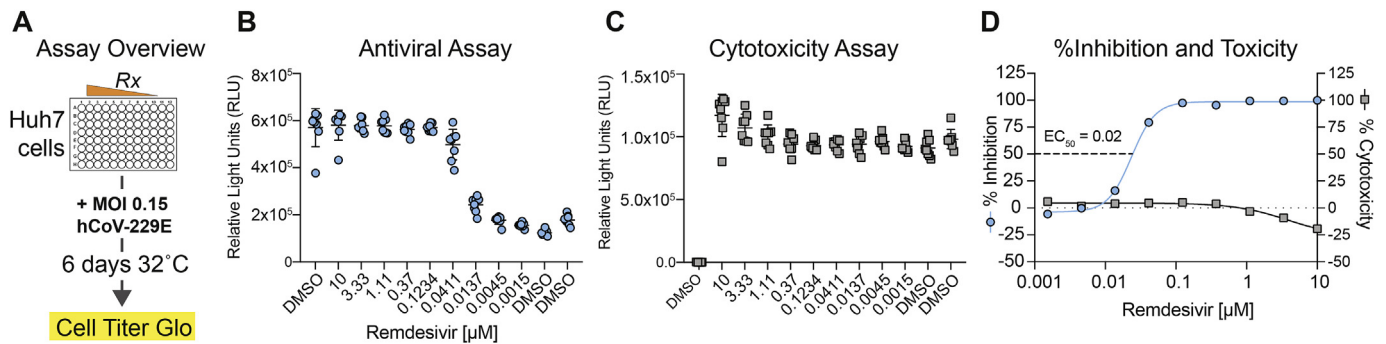 A
Assay Overview
Rx
Huh7
cells
+ MOI 0.15
hCoV-229E
6 days 32˚C
Cell Titer Glo
B
Antiviral Assay
Relative Light Units (RLU)
8x10⁵
6x10⁵
4x10⁵
2x10⁵
0
DMSO
10
3.33
1.11
0.37
0.1234
0.0411
0.0137
0.0045
0.0015
DMSO
DMSO
Remdesivir [µM]
C
Cytotoxicity Assay
Relative Light Units (RLU)
1.5x10⁵
1.0x10⁵
5.0x10⁴
0.0
DMSO
10
3.33
1.11
0.37
0.1234
0.0411
0.0137
0.0045
0.0015
DMSO
DMSO
Remdesivir [µM]
D
%Inhibition and Toxicity
% Inhibition
125
100
75
50
25
0
-25
-50
EC₅₀ = 0.02
125
100
75
50
25
0
-25
-50
% Cytotoxicity
0.001
0.01
0.1
1
10
Remdesivir [µM]